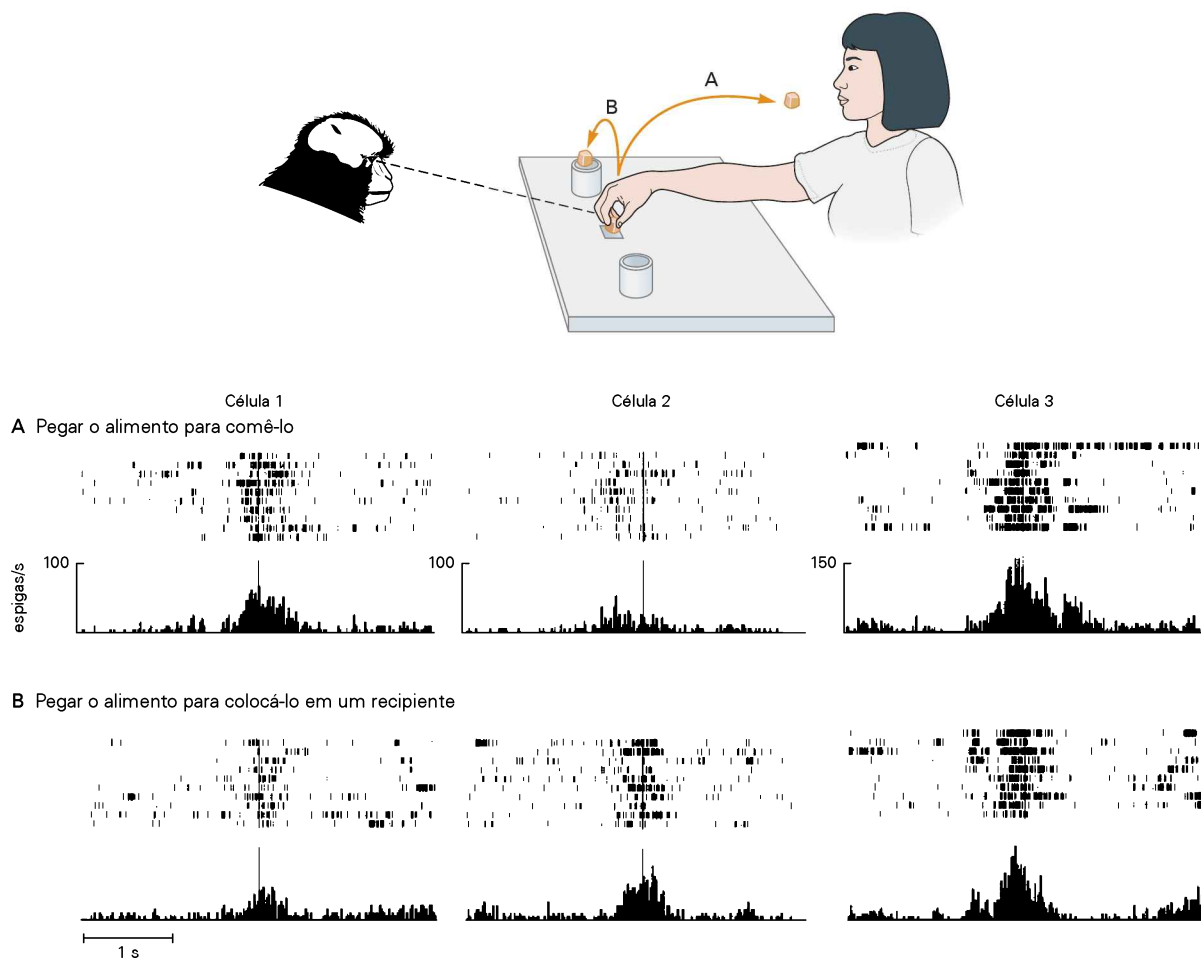 A
B
Célula 1 Célula 2 Célula 3
A Pegar o alimento para comê-lo
100 100 150
espigas/s
B Pegar o alimento para colocá-lo em um recipiente
1 s